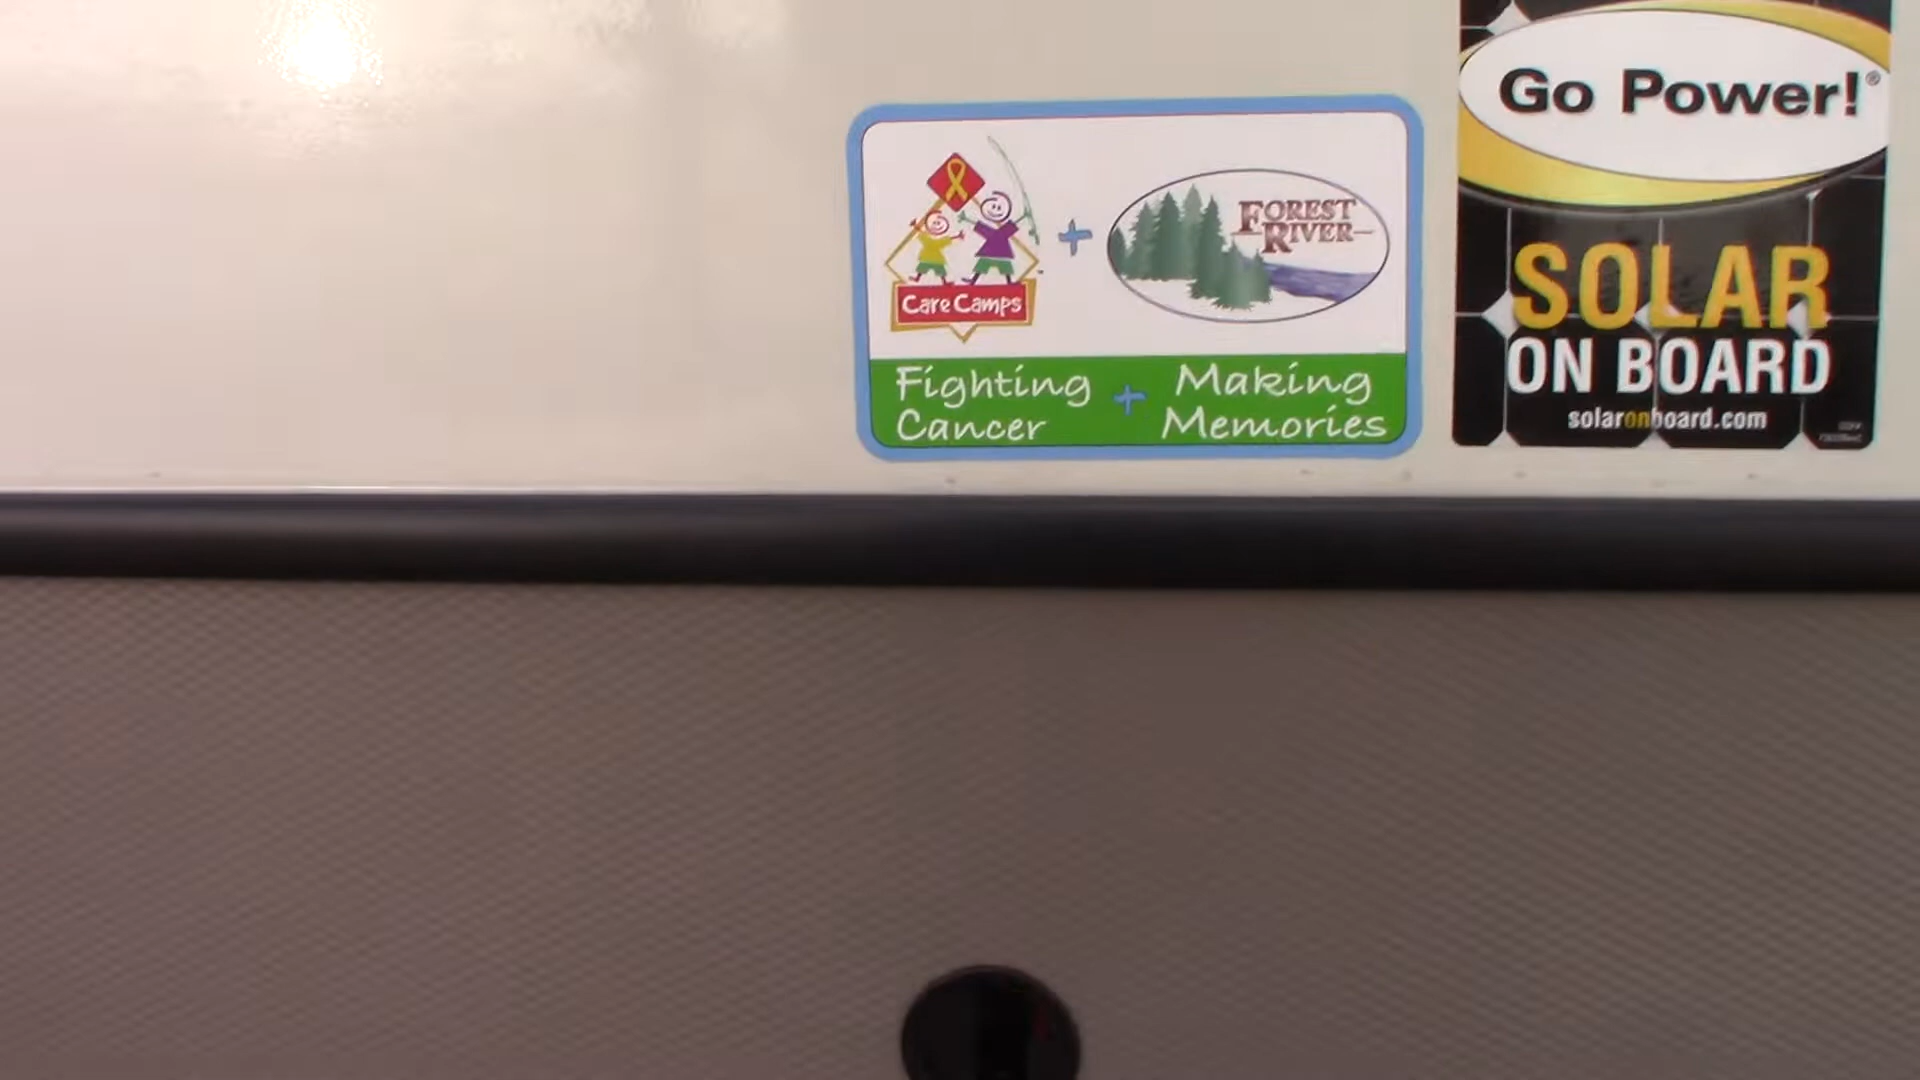 Care Camps
+
FOREST
RIVER
Fighting + Making
Cancer Memories
Go Power!®
SOLAR
ON BOARD
solaronboard.com